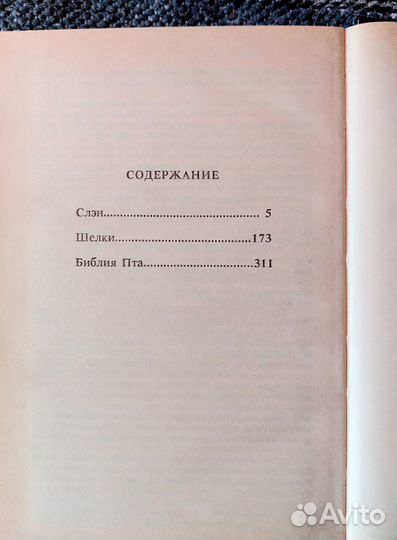 СОДЕРЖАНИЕ
Слэн................................................ 5
Шелки..........................................173
Библия Пта..................................311
Avito